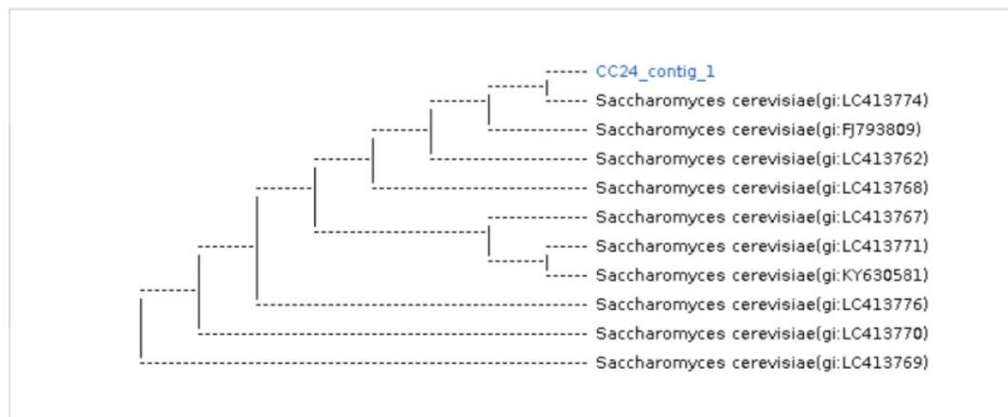 CC24_contig_1
Saccharomyces cerevisiae(gi:LC413774)
Saccharomyces cerevisiae(gi:FJ793809)
Saccharomyces cerevisiae(gi:LC413762)
Saccharomyces cerevisiae(gi:LC413768)
Saccharomyces cerevisiae(gi:LC413767)
Saccharomyces cerevisiae(gi:LC413771)
Saccharomyces cerevisiae(gi:KY630581)
Saccharomyces cerevisiae(gi:LC413776)
Saccharomyces cerevisiae(gi:LC413770)
Saccharomyces cerevisiae(gi:LC413769)